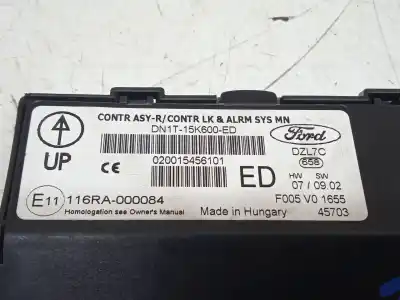 CONTR ASY-R/CONTR LK & ALRM SYS MN
DN1T-15K600-ED
Ford
UP
CE
020015456101
DZL7C
658
ED
HW SW
07 / 09.02
E11 116RA-000084
F005 V0 1655
Homologation see Owner's Manual
Made in Hungary
45703